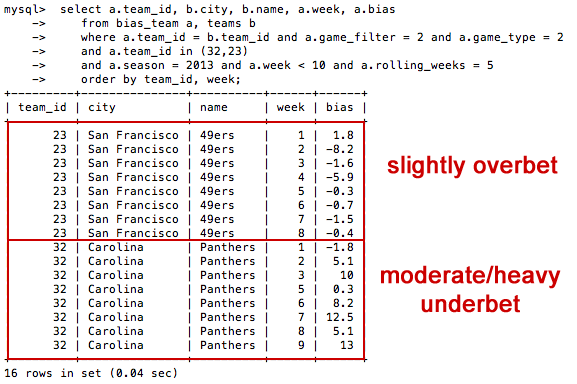 mysql> select a.team_id, b.city, b.name, a.week, a.bias
    -> from bias_team a, teams b
    -> where a.team_id = b.team_id and a.game_filter = 2 and a.game_type = 2
    -> and a.team_id in (32,23)
    -> and a.season = 2013 and a.week < 10 and a.rolling_weeks = 5
    -> order by team_id, week;
+---------+---------------+----------+------+------+
| team_id | city          | name     | week | bias |
+---------+---------------+----------+------+------+
|      23 | San Francisco | 49ers    |    1 |  1.8 |
|      23 | San Francisco | 49ers    |    2 | -8.2 |
|      23 | San Francisco | 49ers    |    3 | -1.6 |
|      23 | San Francisco | 49ers    |    4 | -5.9 |
|      23 | San Francisco | 49ers    |    5 | -0.3 |
|      23 | San Francisco | 49ers    |    6 | -0.7 |
|      23 | San Francisco | 49ers    |    7 | -1.5 |
|      23 | San Francisco | 49ers    |    8 | -0.4 |
slightly overbet
|      32 | Carolina      | Panthers |    1 | -1.8 |
|      32 | Carolina      | Panthers |    2 |  5.1 |
|      32 | Carolina      | Panthers |    3 |   10 |
|      32 | Carolina      | Panthers |    5 |  0.3 |
|      32 | Carolina      | Panthers |    6 |  8.2 |
|      32 | Carolina      | Panthers |    7 | 12.5 |
|      32 | Carolina      | Panthers |    8 |  5.1 |
|      32 | Carolina      | Panthers |    9 |   13 |
moderate/heavy
underbet
+---------+---------------+----------+------+------+
16 rows in set (0.04 sec)